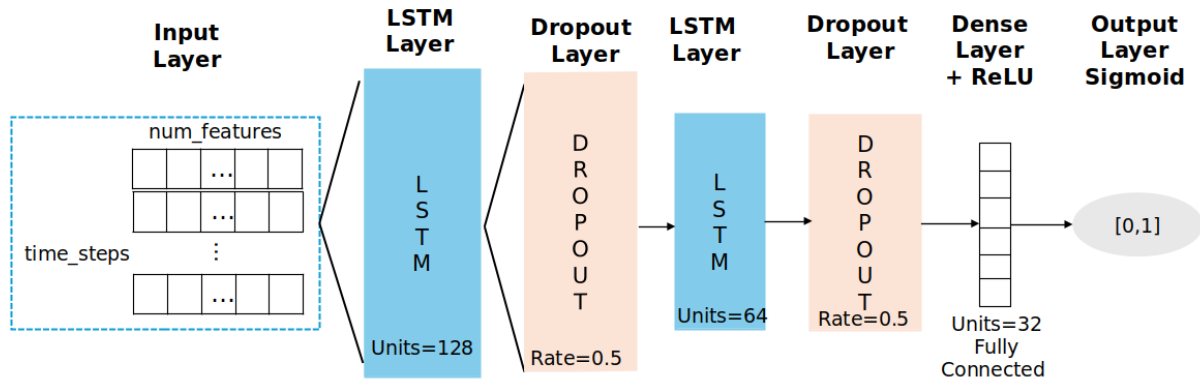 Input
Layer
LSTM
Layer
Dropout
Layer
LSTM
Layer
Dropout
Layer
Dense
Layer
+ ReLU
Output
Layer
Sigmoid
num_features
...
...
⋮
time_steps
...
L
S
T
M
Units=128
D
R
O
P
O
U
T
Rate=0.5
L
S
T
M
Units=64
D
R
O
P
O
U
T
Rate=0.5
Units=32
Fully
Connected
[0,1]